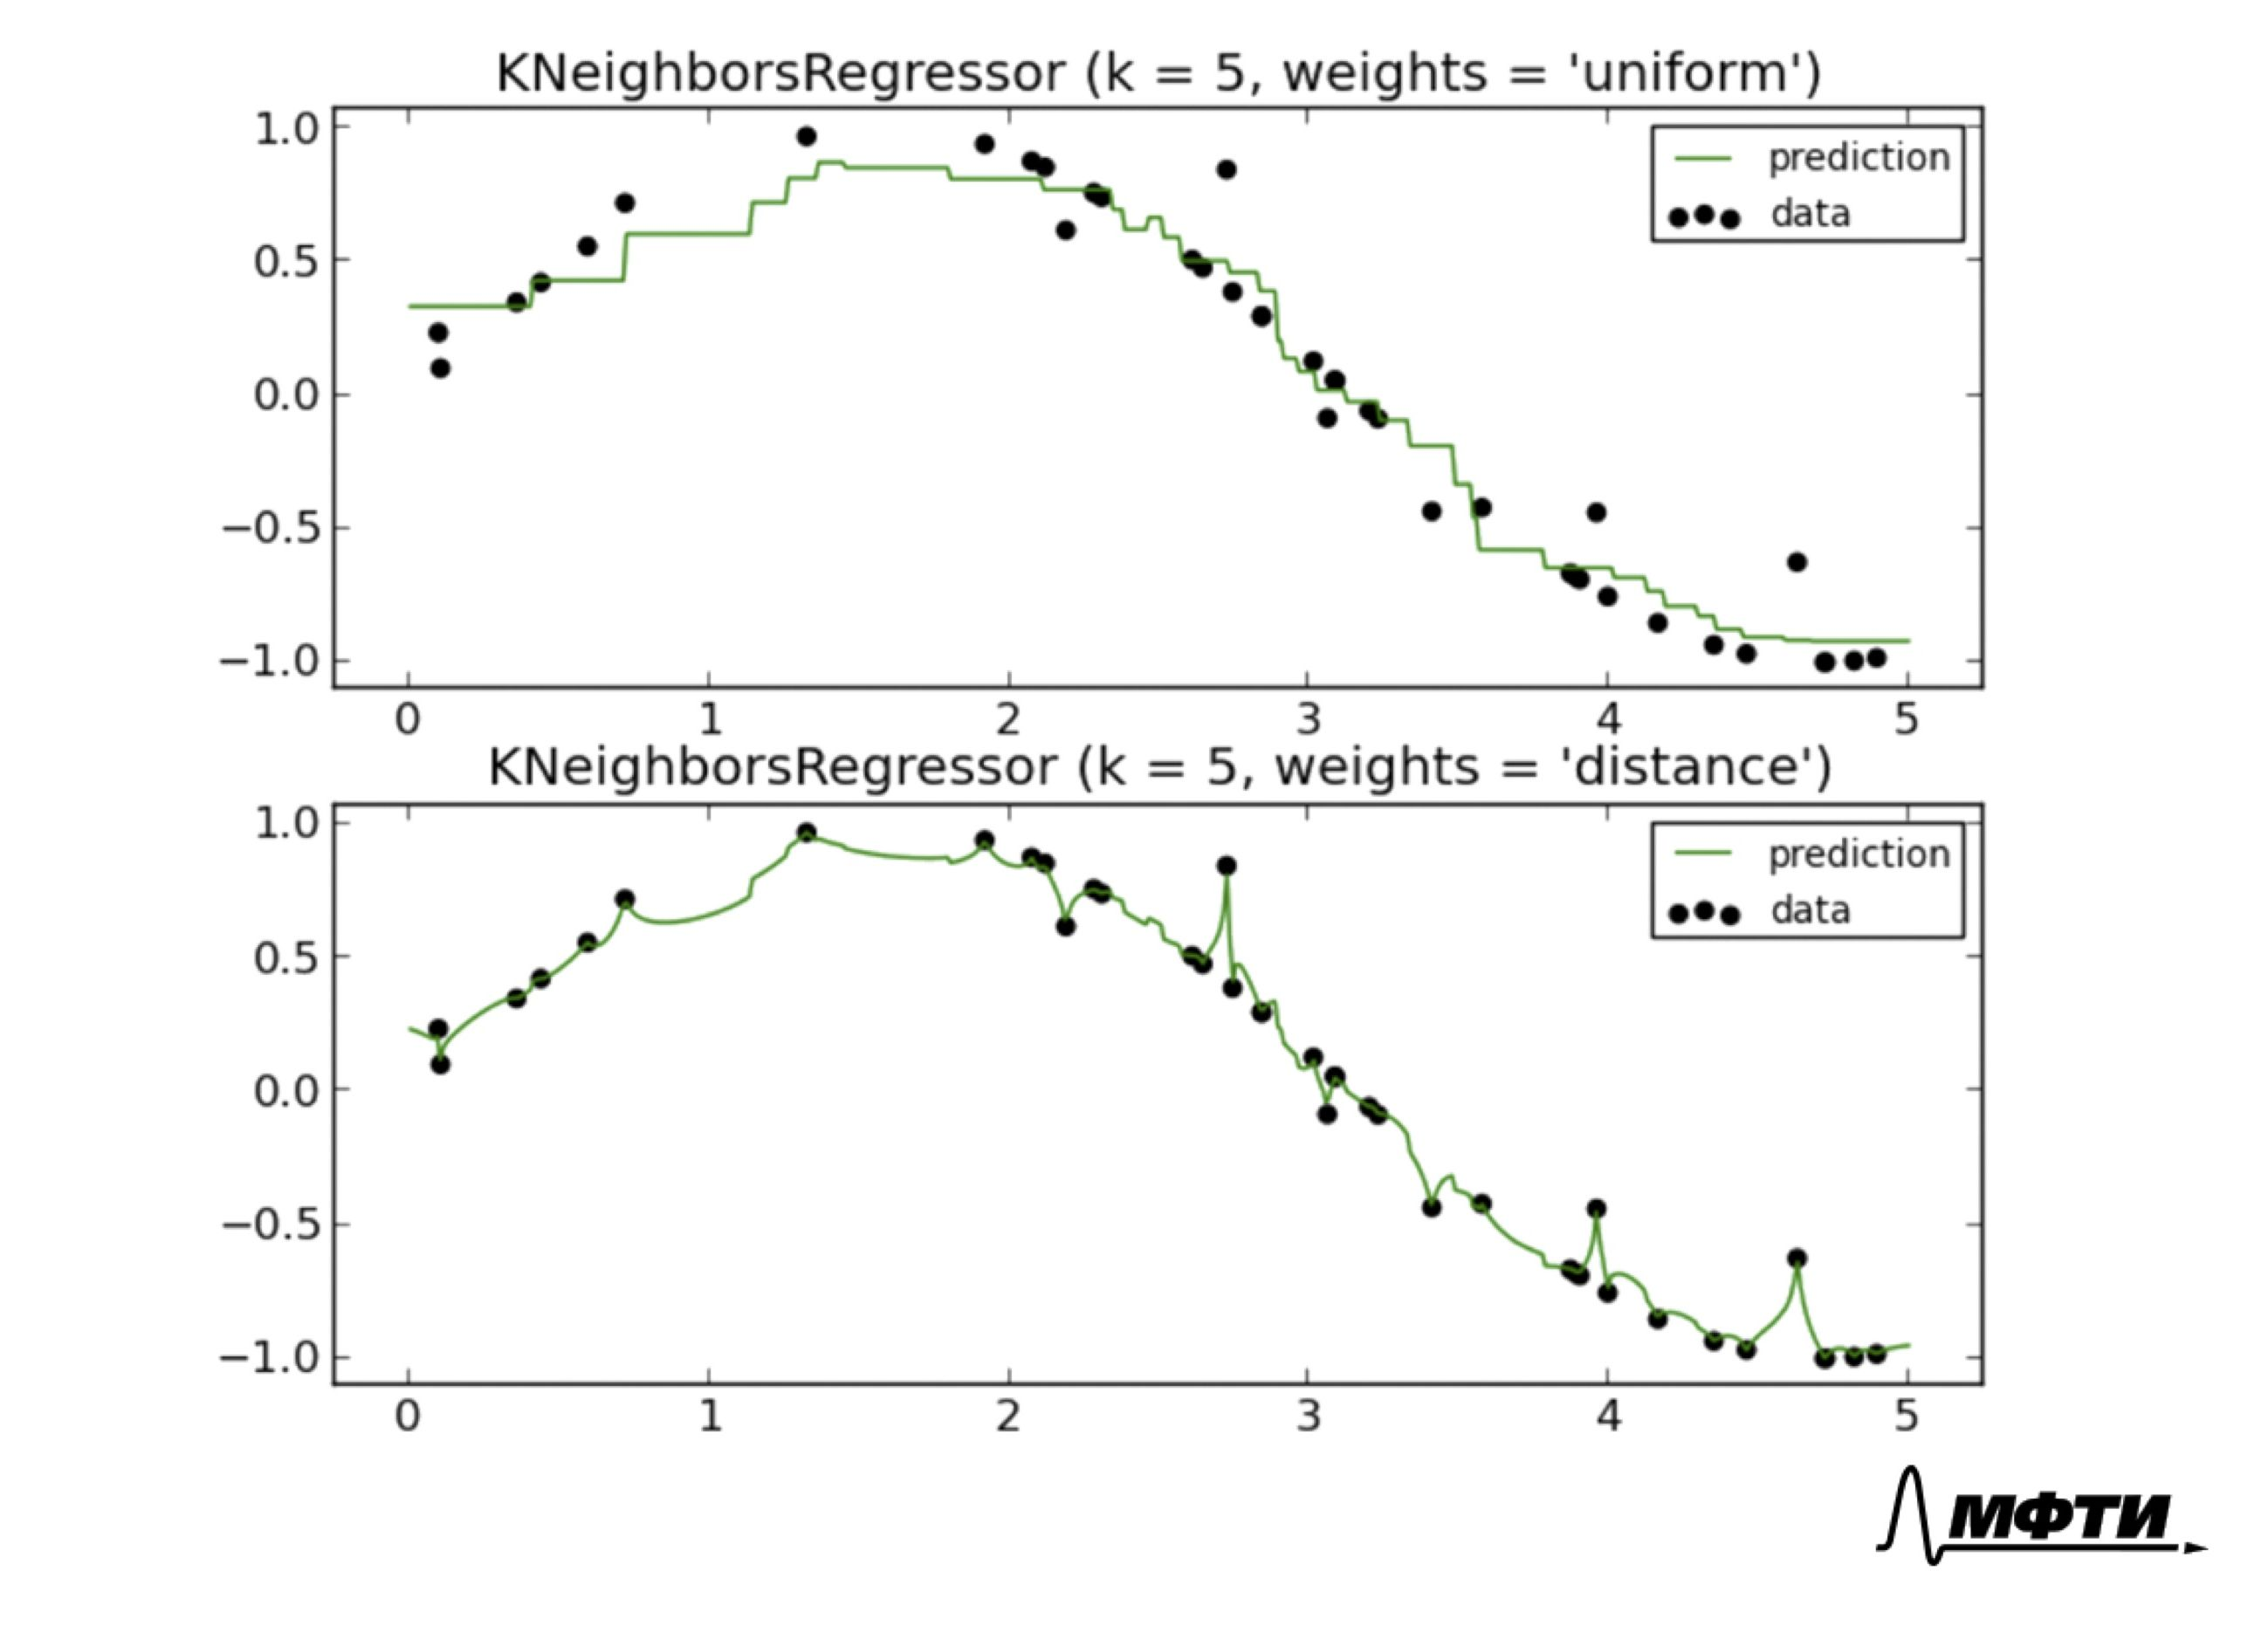 KNeighborsRegressor (k = 5, weights = 'uniform')
1.0
0.5
0.0
−0.5
−1.0
prediction
data
0 1 2 3 4 5
KNeighborsRegressor (k = 5, weights = 'distance')
1.0
0.5
0.0
−0.5
−1.0
prediction
data
0 1 2 3 4 5
МФТИ